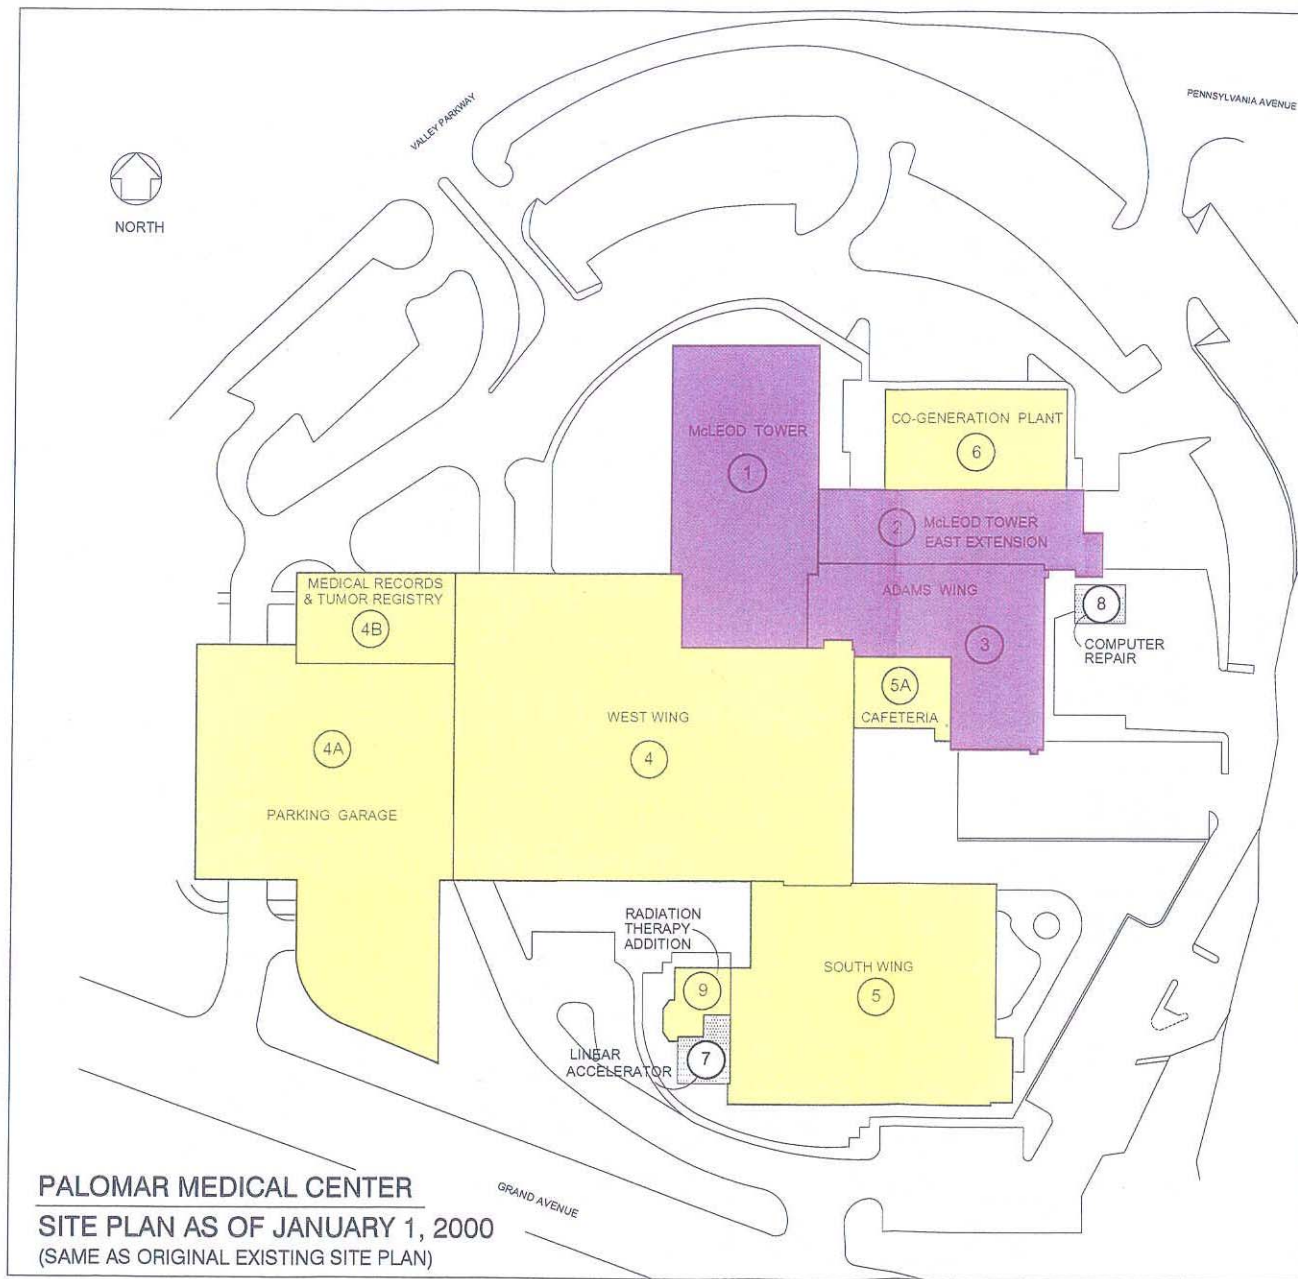 PENNSYLVANIA AVENUE
VALLEY PARKWAY
NORTH
McLEOD TOWER
1
CO-GENERATION PLANT
6
2
McLEOD TOWER
EAST EXTENSION
MEDICAL RECORDS
& TUMOR REGISTRY
4B
ADAMS WING
3
8
COMPUTER
REPAIR
5A
CAFETERIA
WEST WING
4
4A
PARKING GARAGE
RADIATION
THERAPY
ADDITION
9
SOUTH WING
5
LINEAR
ACCELERATOR
7
PALOMAR MEDICAL CENTER
SITE PLAN AS OF JANUARY 1, 2000
(SAME AS ORIGINAL EXISTING SITE PLAN)
GRAND AVENUE